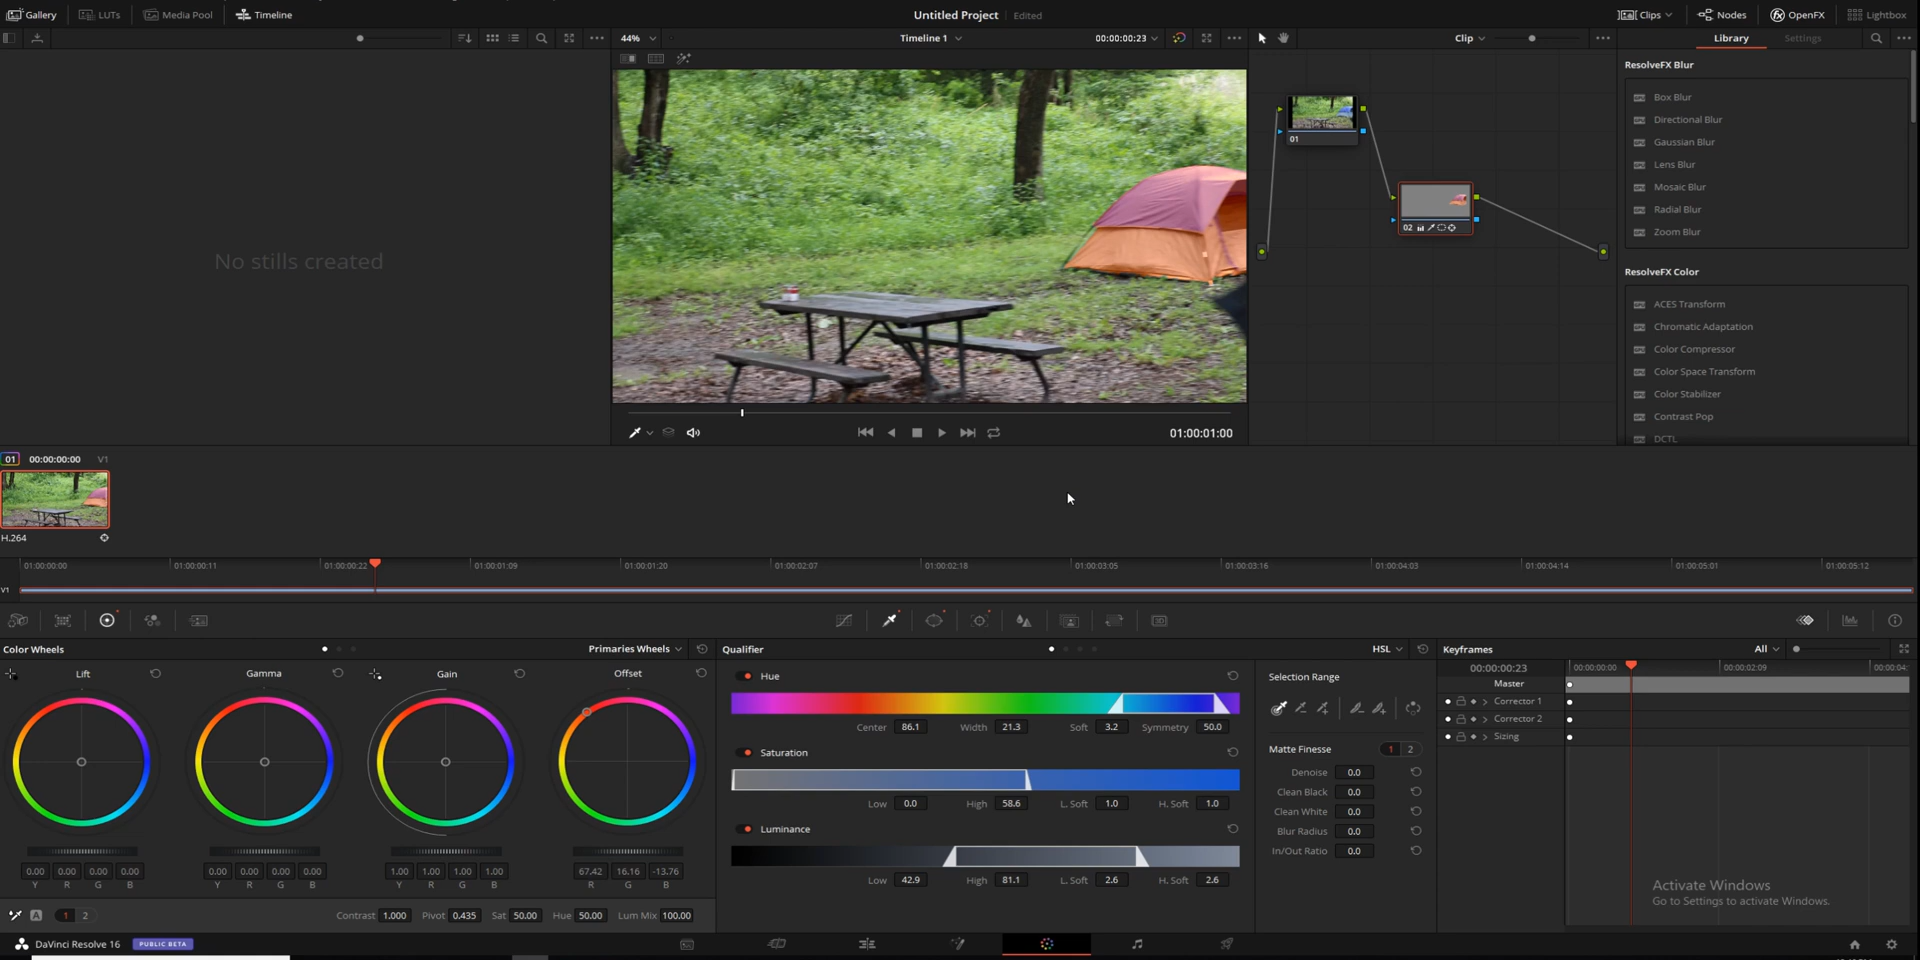 Gallery LUTs Media Pool Timeline Untitled Project Edited Clips Nodes OpenFX Lightbox
44% Timeline 1 00:00:00:23 Clip Library Settings
ResolveFX Blur
Box Blur
Directional Blur
Gaussian Blur
Lens Blur
Mosaic Blur
Radial Blur
Zoom Blur
ResolveFX Color
ACES Transform
Chromatic Adaptation
Color Compressor
Color Space Transform
Color Stabilizer
Contrast Pop
DCTL
01
02
No stills created
01:00:01:00
01 00:00:00:00 V1
H.264
01:00:00:00 01:00:00:11 01:00:00:22 01:00:01:09 01:00:01:20 01:00:02:07 01:00:02:18 01:00:03:05 01:00:03:16 01:00:04:03 01:00:04:14 01:00:05:01 01:00:05:12
V1
Color Wheels Primaries Wheels
Lift Gamma Gain Offset
0.00 0.00 0.00 0.00 0.00 0.00 0.00 0.00 1.00 1.00 1.00 1.00 67.42 16.16 -13.76
Y R G B Y R G B Y R G B R G B
A 1 2 Contrast 1.000 Pivot 0.435 Sat 50.00 Hue 50.00 Lum Mix 100.00
Qualifier HSL
Hue
Center 86.1 Width 21.3 Soft 3.2 Symmetry 50.0
Saturation
Low 0.0 High 58.6 L. Soft 1.0 H. Soft 1.0
Luminance
Low 42.9 High 81.1 L. Soft 2.6 H. Soft 2.6
Selection Range
Matte Finesse 1 2
Denoise 0.0
Clean Black 0.0
Clean White 0.0
Blur Radius 0.0
In/Out Ratio 0.0
Keyframes All
00:00:00:23 00:00:00:00 00:00:02:09 00:00:04:
Master
Corrector 1
Corrector 2
Sizing
Activate Windows
Go to Settings to activate Windows.
DaVinci Resolve 16 PUBLIC BETA